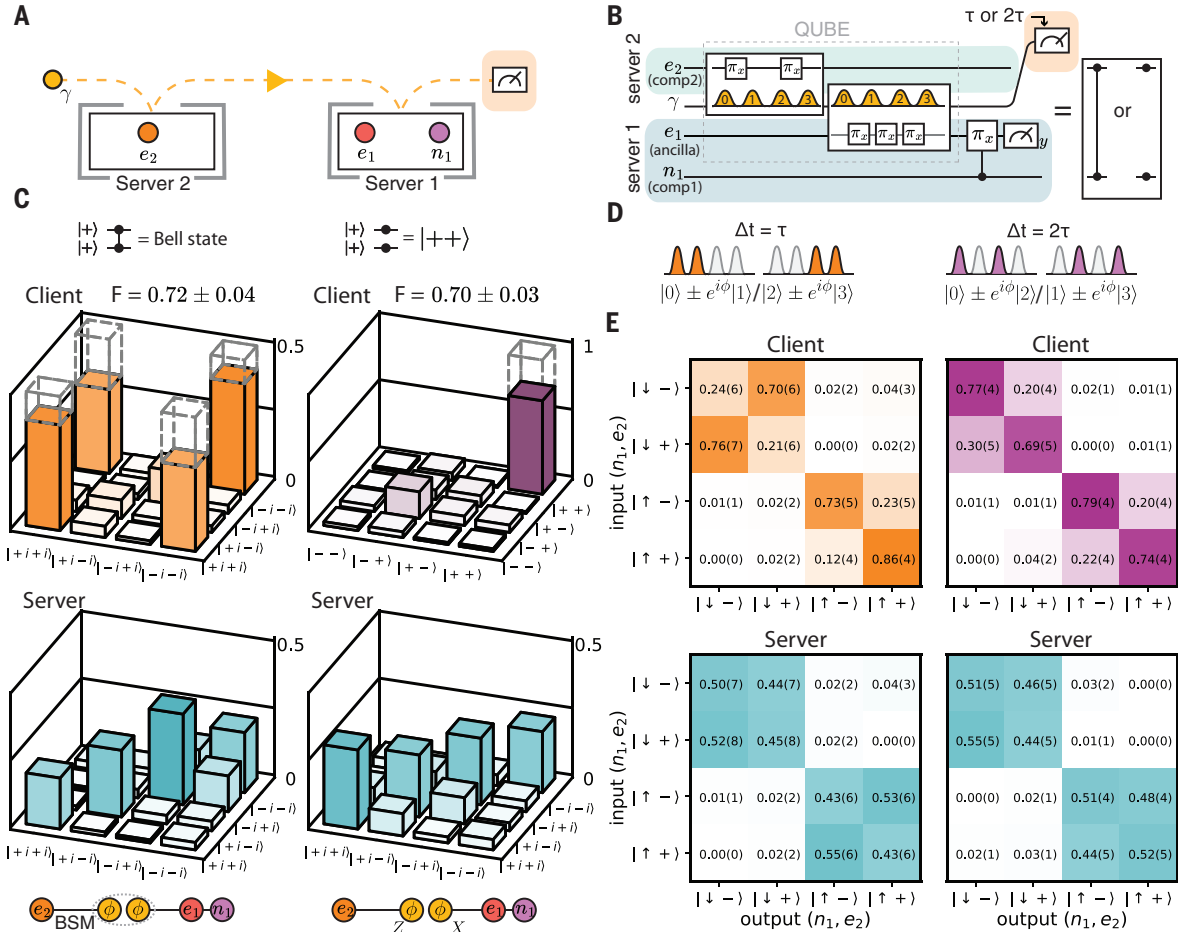 A
γ
e₂
Server 2
e₁
n₁
Server 1
B
server 2
server 1
QUBE
τ or 2τ
e₂
(comp2)
πₓ
πₓ
γ
0 1 2 3
0 1 2 3
e₁
(ancilla)
πₓ πₓ πₓ
πₓ
y
n₁
(comp1)
=
or
C
|+⟩
|+⟩
= Bell state
|+⟩
|+⟩
= |++⟩
Client F = 0.72 ± 0.04
F = 0.70 ± 0.03
0.5
0
|+i+i⟩
|+i−i⟩
|−i+i⟩
|−i−i⟩
|+i+i⟩
|+i−i⟩
|−i+i⟩
|−i−i⟩
1
0
|−−⟩
|−+⟩
|+−⟩
|++⟩
|−−⟩
|−+⟩
|+−⟩
|++⟩
Server
0.5
0
|+i+i⟩
|+i−i⟩
|−i+i⟩
|−i−i⟩
|+i+i⟩
|+i−i⟩
|−i+i⟩
|−i−i⟩
Server
0.5
0
|+i+i⟩
|+i−i⟩
|−i+i⟩
|−i−i⟩
|+i+i⟩
|+i−i⟩
|−i+i⟩
|−i−i⟩
e₂ BSM ϕ ϕ e₁ n₁
e₂ Z ϕ ϕ X e₁ n₁
D
Δt = τ
|0⟩ ± e^{iϕ}|1⟩/|2⟩ ± e^{iϕ}|3⟩
Δt = 2τ
|0⟩ ± e^{iϕ}|2⟩/|1⟩ ± e^{iϕ}|3⟩
E
Client
input (n₁, e₂)
|↓ −⟩ 0.24(6) 0.70(6) 0.02(2) 0.04(3)
|↓ +⟩ 0.76(7) 0.21(6) 0.00(0) 0.02(2)
|↑ −⟩ 0.01(1) 0.02(2) 0.73(5) 0.23(5)
|↑ +⟩ 0.00(0) 0.02(2) 0.12(4) 0.86(4)
|↓ −⟩ |↓ +⟩ |↑ −⟩ |↑ +⟩
Client
0.77(4) 0.20(4) 0.02(1) 0.01(1)
0.30(5) 0.69(5) 0.00(0) 0.01(1)
0.01(1) 0.01(1) 0.79(4) 0.20(4)
0.00(0) 0.04(2) 0.22(4) 0.74(4)
|↓ −⟩ |↓ +⟩ |↑ −⟩ |↑ +⟩
Server
input (n₁, e₂)
|↓ −⟩ 0.50(7) 0.44(7) 0.02(2) 0.04(3)
|↓ +⟩ 0.52(8) 0.45(8) 0.02(2) 0.00(0)
|↑ −⟩ 0.01(1) 0.02(2) 0.43(6) 0.53(6)
|↑ +⟩ 0.00(0) 0.02(2) 0.55(6) 0.43(6)
|↓ −⟩ |↓ +⟩ |↑ −⟩ |↑ +⟩
output (n₁, e₂)
Server
0.51(5) 0.46(5) 0.03(2) 0.00(0)
0.55(5) 0.44(5) 0.01(1) 0.00(0)
0.00(0) 0.02(1) 0.51(4) 0.48(4)
0.02(1) 0.03(1) 0.44(5) 0.52(5)
|↓ −⟩ |↓ +⟩ |↑ −⟩ |↑ +⟩
output (n₁, e₂)